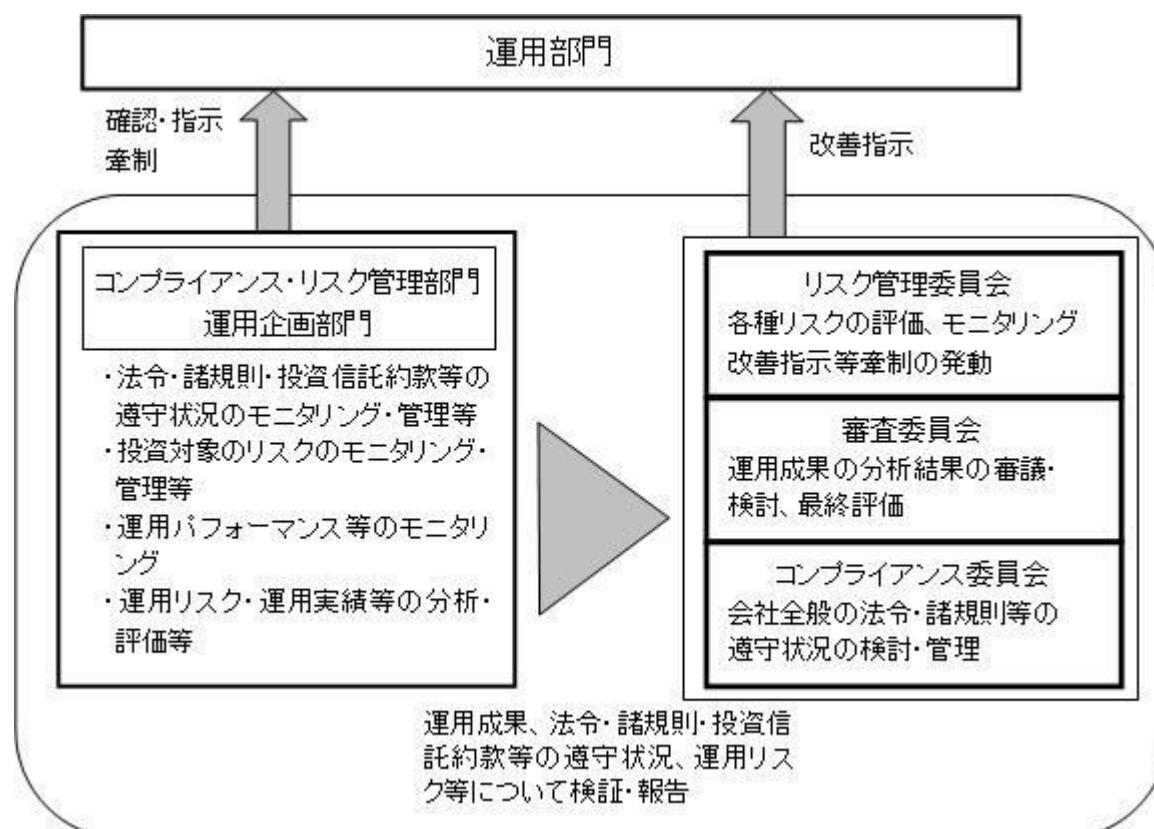 運用部門
確認・指示
牽制
改善指示
コンプライアンス・リスク管理部門
運用企画部門
・法令・諸規則・投資信託約款等の
遵守状況のモニタリング・管理等
・投資対象のリスクのモニタリング・
管理等
・運用パフォーマンス等のモニタリ
ング
・運用リスク・運用実績等の分析・
評価等
リスク管理委員会
各種リスクの評価、モニタリング
改善指示等牽制の発動
審査委員会
運用成果の分析結果の審議・
検討、最終評価
コンプライアンス委員会
会社全般の法令・諸規則等の
遵守状況の検討・管理
運用成果、法令・諸規則・投資信
託約款等の遵守状況、運用リス
ク等について検証・報告